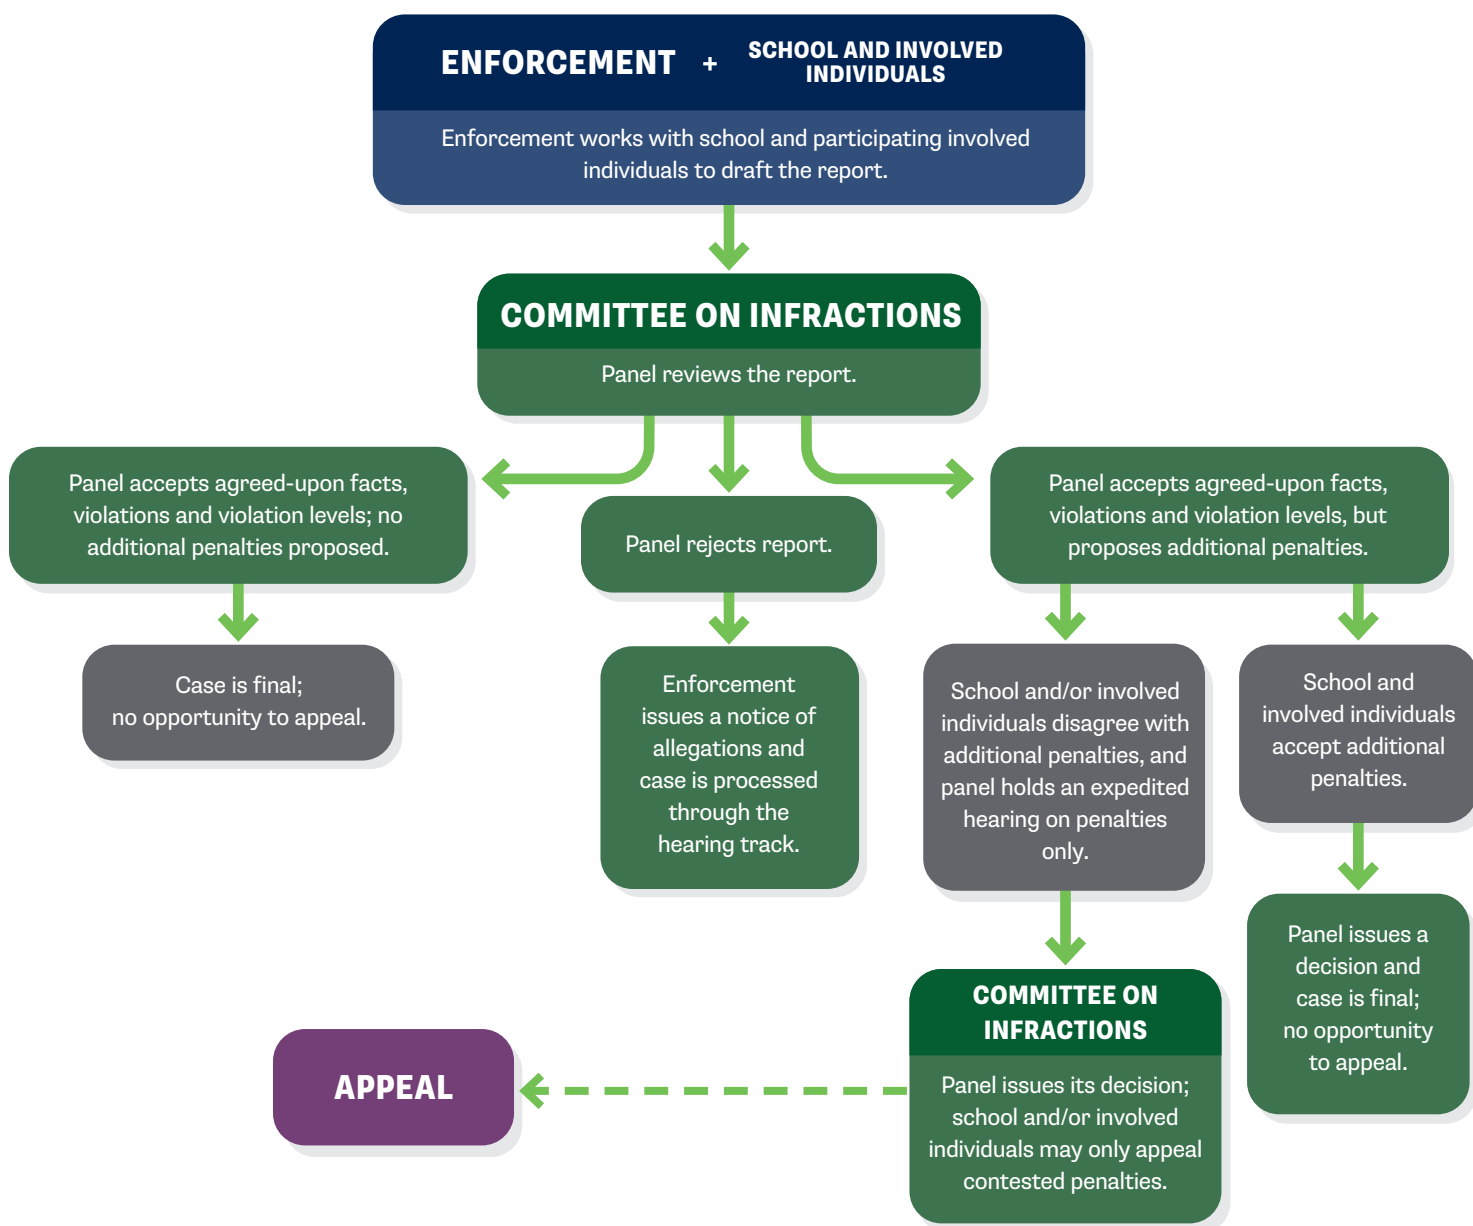 ENFORCEMENT + SCHOOL AND INVOLVED
INDIVIDUALS
Enforcement works with school and participating involved
individuals to draft the report.
COMMITTEE ON INFRACTIONS
Panel reviews the report.
Panel accepts agreed-upon facts,
violations and violation levels; no
additional penalties proposed.
Panel rejects report.
Panel accepts agreed-upon facts,
violations and violation levels, but
proposes additional penalties.
Case is final;
no opportunity to appeal.
Enforcement
issues a notice of
allegations and
case is processed
through the
hearing track.
School and/or involved
individuals disagree with
additional penalties, and
panel holds an expedited
hearing on penalties
only.
School and
involved individuals
accept additional
penalties.
Panel issues a
decision and
case is final;
no opportunity
to appeal.
COMMITTEE ON
INFRACTIONS
Panel issues its decision;
school and/or involved
individuals may only appeal
contested penalties.
APPEAL